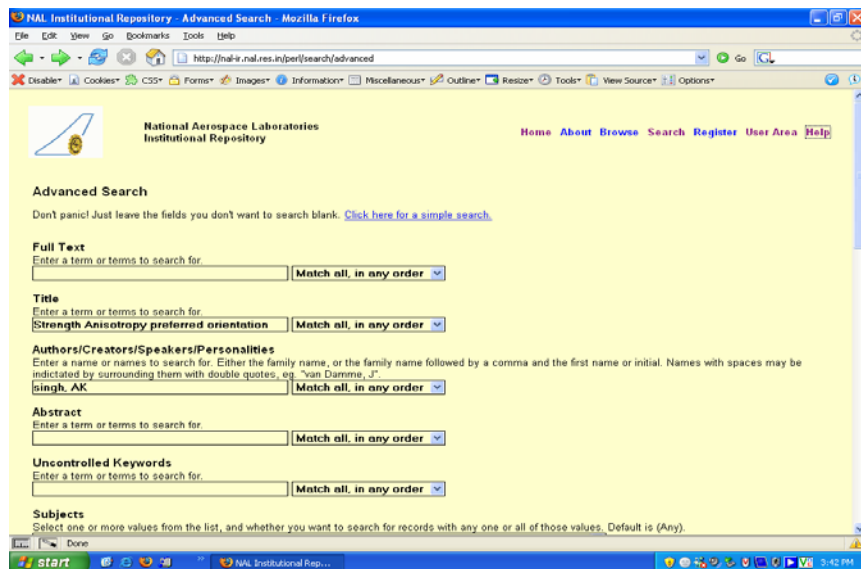 NAL Institutional Repository - Advanced Search - Mozilla Firefox
File Edit View Go Bookmarks Tools Help
http://nal-ir.nal.res.in/perl/search/advanced Go
Disable Cookies CSS Forms Images Information Miscellaneous Outline Resize Tools View Source Options
National Aerospace Laboratories
Institutional Repository
Home About Browse Search Register User Area Help
Advanced Search
Don't panic! Just leave the fields you don't want to search blank. Click here for a simple search.
Full Text
Enter a term or terms to search for.
Match all, in any order
Title
Enter a term or terms to search for.
Strength Anisotropy preferred orientation Match all, in any order
Authors/Creators/Speakers/Personalities
Enter a name or names to search for. Either the family name, or the family name followed by a comma and the first name or initial. Names with spaces may be
indictated by surrounding them with double quotes, eg. "van Damme, J".
singh, AK Match all, in any order
Abstract
Enter a term or terms to search for.
Match all, in any order
Uncontrolled Keywords
Enter a term or terms to search for.
Match all, in any order
Subjects
Select one or more values from the list, and whether you want to search for records with any one or all of those values. Default is (Any).
Done
start NAL Institutional Rep... 3:42 PM